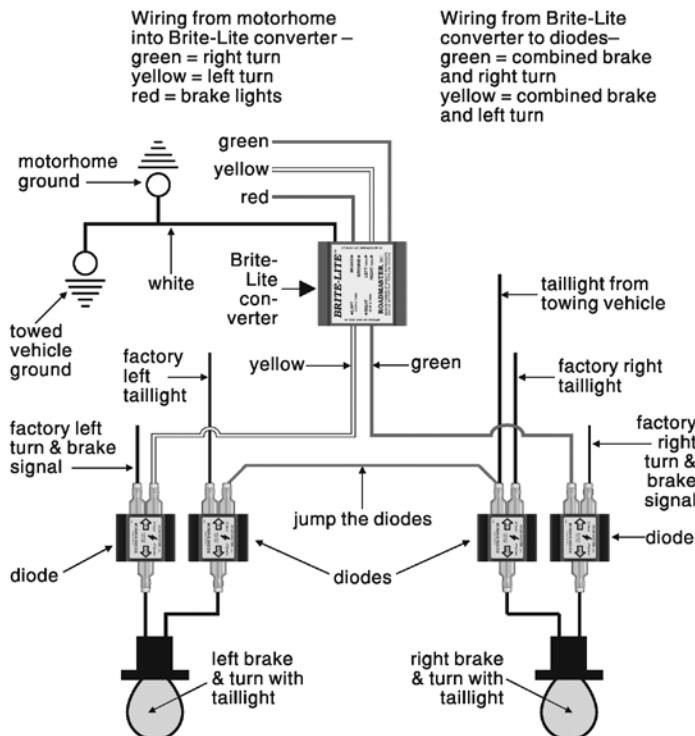 Wiring from motorhome
into Brite-Lite converter –
green = right turn
yellow = left turn
red = brake lights
Wiring from Brite-Lite
converter to diodes–
green = combined brake
and right turn
yellow = combined brake
and left turn
green
yellow
red
motorhome
ground
white
towed
vehicle
ground
Brite-
Lite
con-
verter
BRITE-LITE
ROADMASTER
taillight from
towing vehicle
factory
left
taillight
yellow
green
factory right
taillight
factory left
turn & brake
signal
factory
right
turn &
brake
signal
jump the diodes
diode
diodes
diode
left brake
& turn with
taillight
right brake
& turn with
taillight